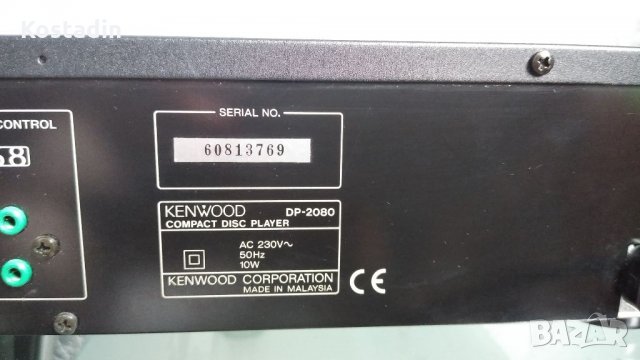 Kostadin
CONTROL
SERIAL NO.
60813769
KENWOOD DP-2080
COMPACT DISC PLAYER
AC 230V~
50Hz
10W
KENWOOD CORPORATION
MADE IN MALAYSIA
CE
BAZAR